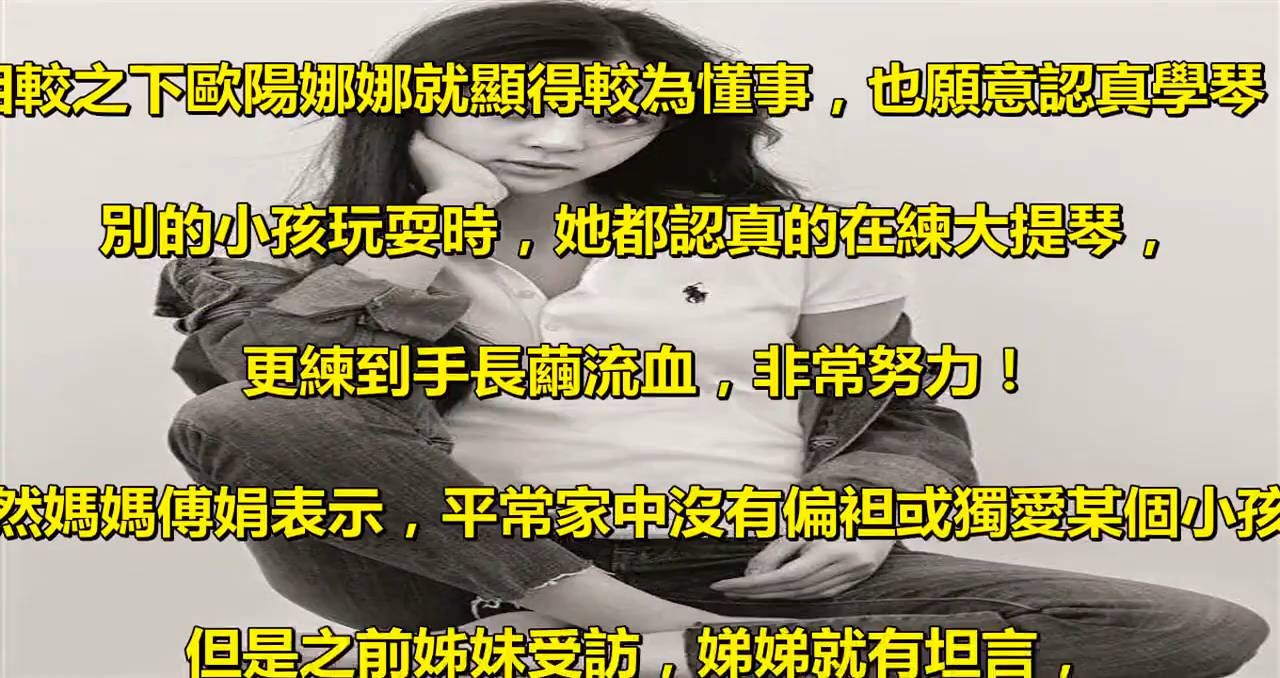 較之下歐陽娜娜就顯得較為懂事，也願意認真學琴
別的小孩玩耍時，她都認真的在練大提琴，
更練到手長繭流血，非常努力！
然媽媽傅娟表示，平常家中沒有偏袒或獨愛某個小孩
但是之前姊妹受訪，娣娣就有坦言，